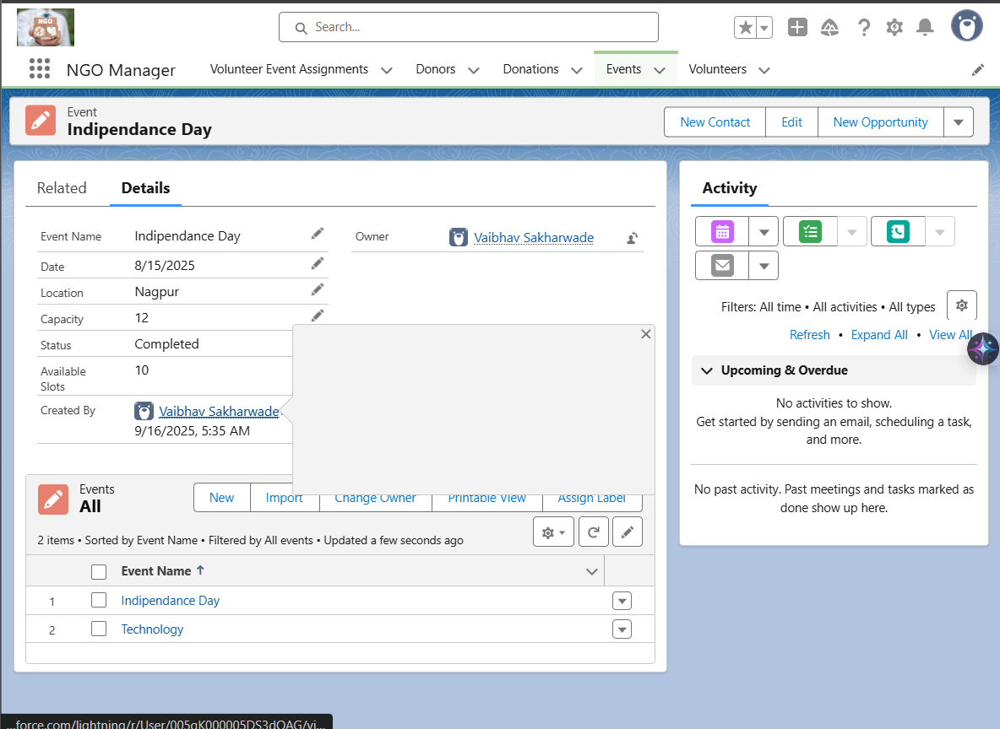 NGO
Search...
NGO Manager
Volunteer Event Assignments
Donors
Donations
Events
Volunteers
Event
Indipendance Day
New Contact
Edit
New Opportunity
Related
Details
Event Name
Indipendance Day
Owner
Vaibhav Sakharwade
Date
8/15/2025
Location
Nagpur
Capacity
12
Status
Completed
Available
Slots
10
Created By
Vaibhav Sakharwade
9/16/2025, 5:35 AM
Events
All
New
Import
Change Owner
Printable View
Assign Label
2 items • Sorted by Event Name • Filtered by All events • Updated a few seconds ago
Event Name ↑
1
Indipendance Day
2
Technology
Activity
Filters: All time • All activities • All types
Refresh • Expand All • View All
Upcoming & Overdue
No activities to show.
Get started by sending an email, scheduling a task,
and more.
No past activity. Past meetings and tasks marked as
done show up here.
...force.com/lightning/r/User/005gK000005DS3dQAG/vi...